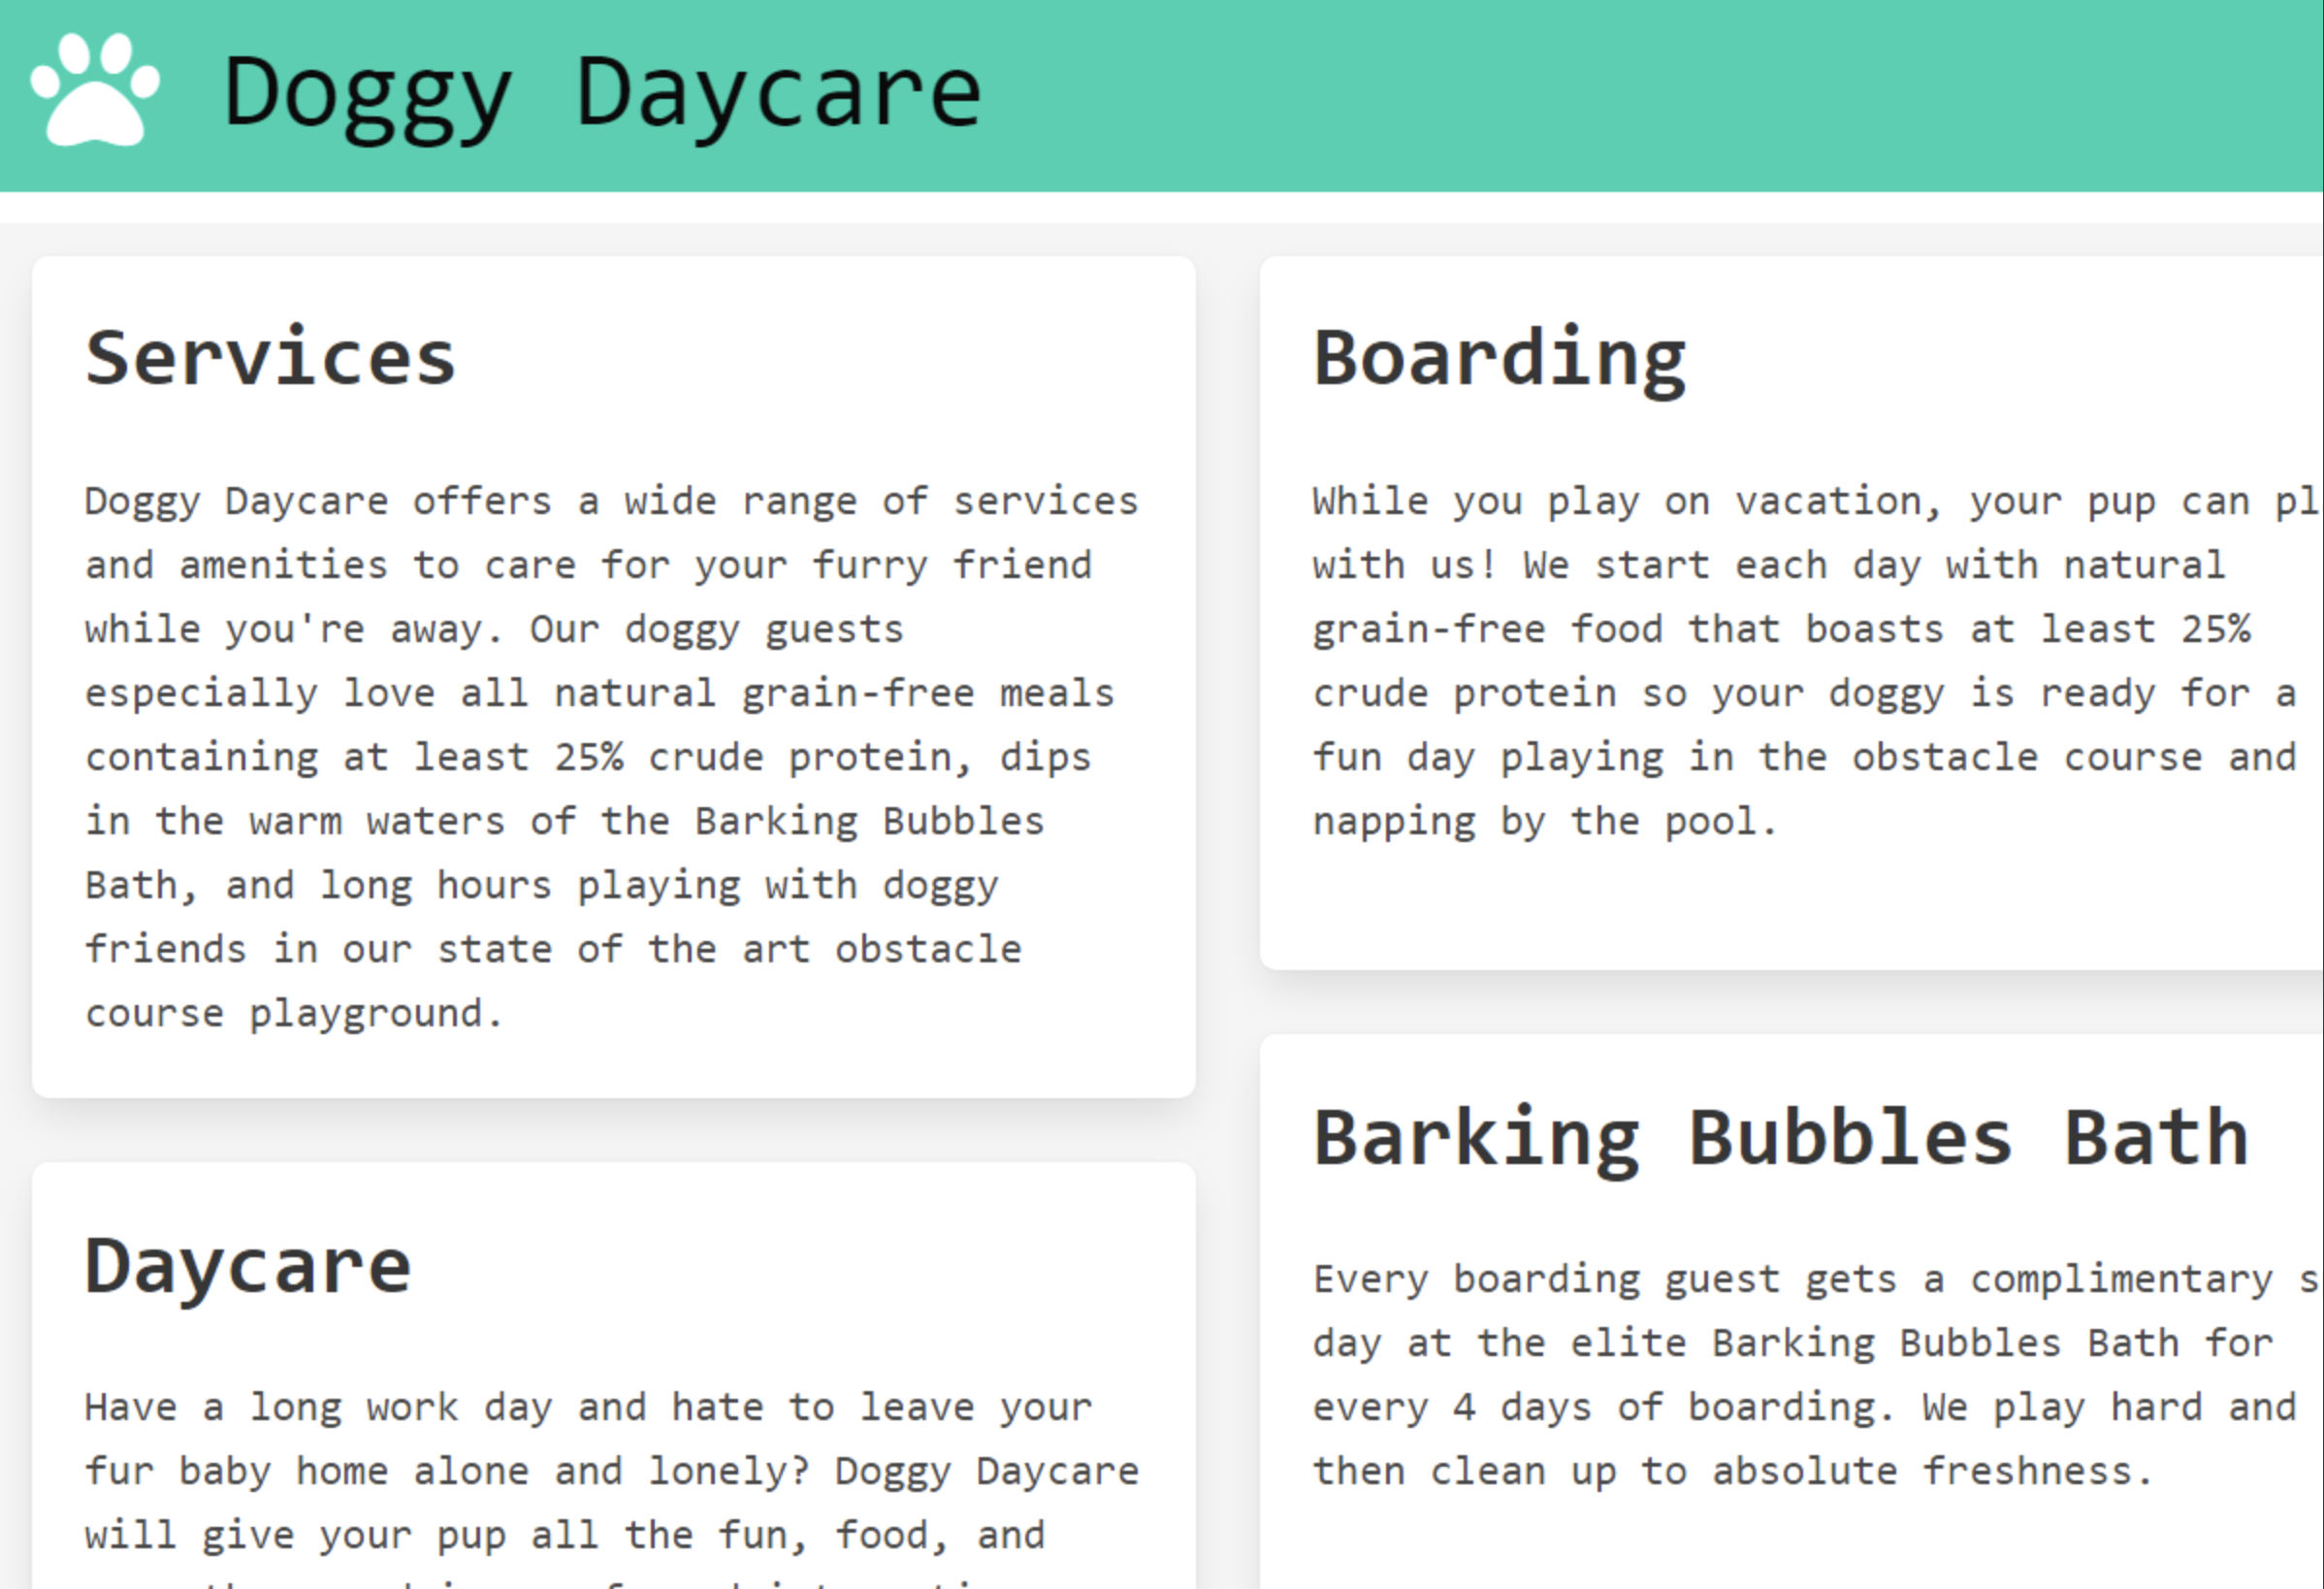 Doggy Daycare
Services
Doggy Daycare offers a wide range of services
and amenities to care for your furry friend
while you're away. Our doggy guests
especially love all natural grain-free meals
containing at least 25% crude protein, dips
in the warm waters of the Barking Bubbles
Bath, and long hours playing with doggy
friends in our state of the art obstacle
course playground.
Daycare
Have a long work day and hate to leave your
fur baby home alone and lonely? Doggy Daycare
will give your pup all the fun, food, and
Boarding
While you play on vacation, your pup can pl
with us! We start each day with natural
grain-free food that boasts at least 25%
crude protein so your doggy is ready for a
fun day playing in the obstacle course and
napping by the pool.
Barking Bubbles Bath
Every boarding guest gets a complimentary s
day at the elite Barking Bubbles Bath for
every 4 days of boarding. We play hard and
then clean up to absolute freshness.